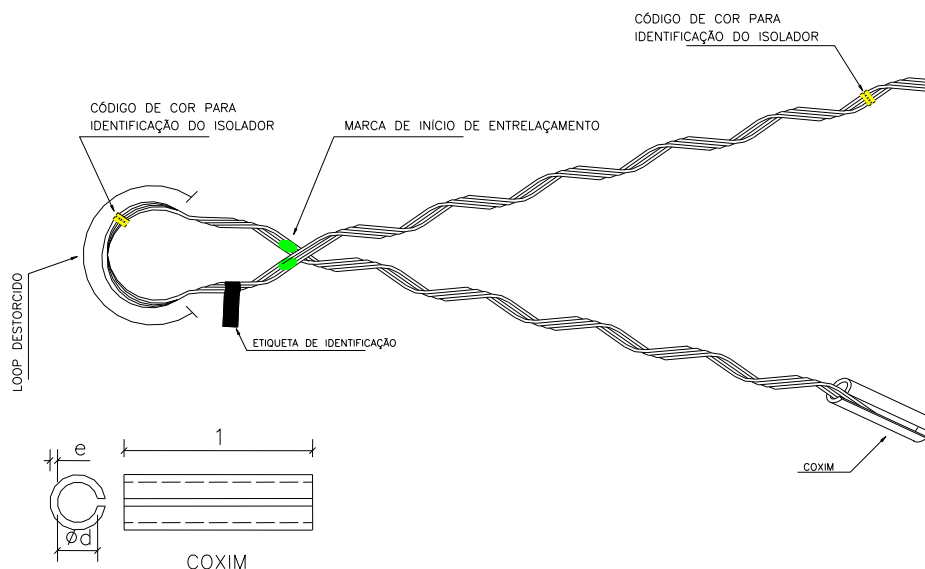 CÓDIGO DE COR PARA
IDENTIFICAÇÃO DO ISOLADOR
CÓDIGO DE COR PARA
IDENTIFICAÇÃO DO ISOLADOR
MARCA DE INÍCIO DE ENTRELAÇAMENTO
LOOP DESTORCIDO
ETIQUETA DE IDENTIFICAÇÃO
COXIM
e
1
Ød
COXIM